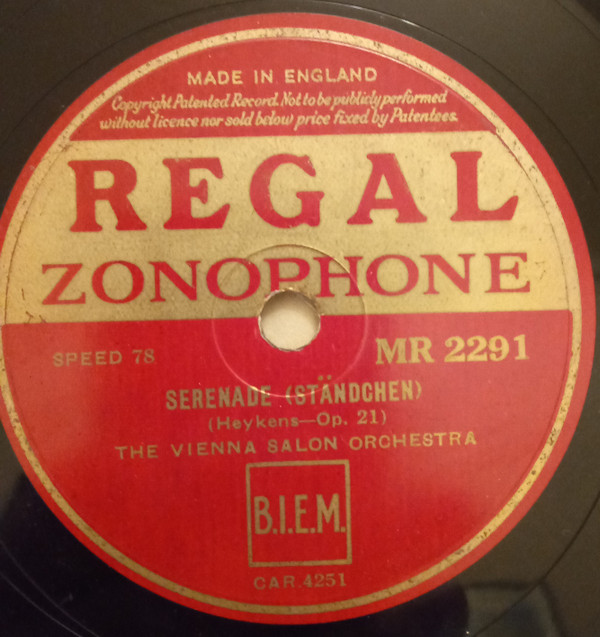 MADE IN ENGLAND
Copyright Patented Record. Not to be publicly performed
without licence nor sold below price fixed by Patentees.
REGAL
ZONOPHONE
SPEED 78
MR 2291
SERENADE (STÄNDCHEN)
(Heykens—Op. 21)
THE VIENNA SALON ORCHESTRA
B.I.E.M.
CAR.4251